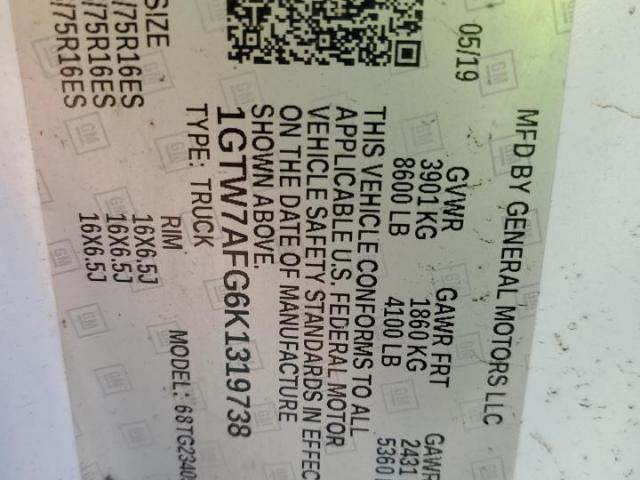 MFD BY GENERAL MOTORS LLC
05/19
GVWR GAWR FRT GAWR
3901 KG 1860 KG 2431
8600 LB 4100 LB 5360
THIS VEHICLE CONFORMS TO ALL
APPLICABLE U.S. FEDERAL MOTOR
VEHICLE SAFETY STANDARDS IN EFFEC
ON THE DATE OF MANUFACTURE
SHOWN ABOVE.
1GTW7AFG6K1319738
TYPE: TRUCK MODEL: 68TG2340
SIZE RIM
/75R16ES 16X6.5J
/75R16ES 16X6.5J
/75R16ES 16X6.5J
GM